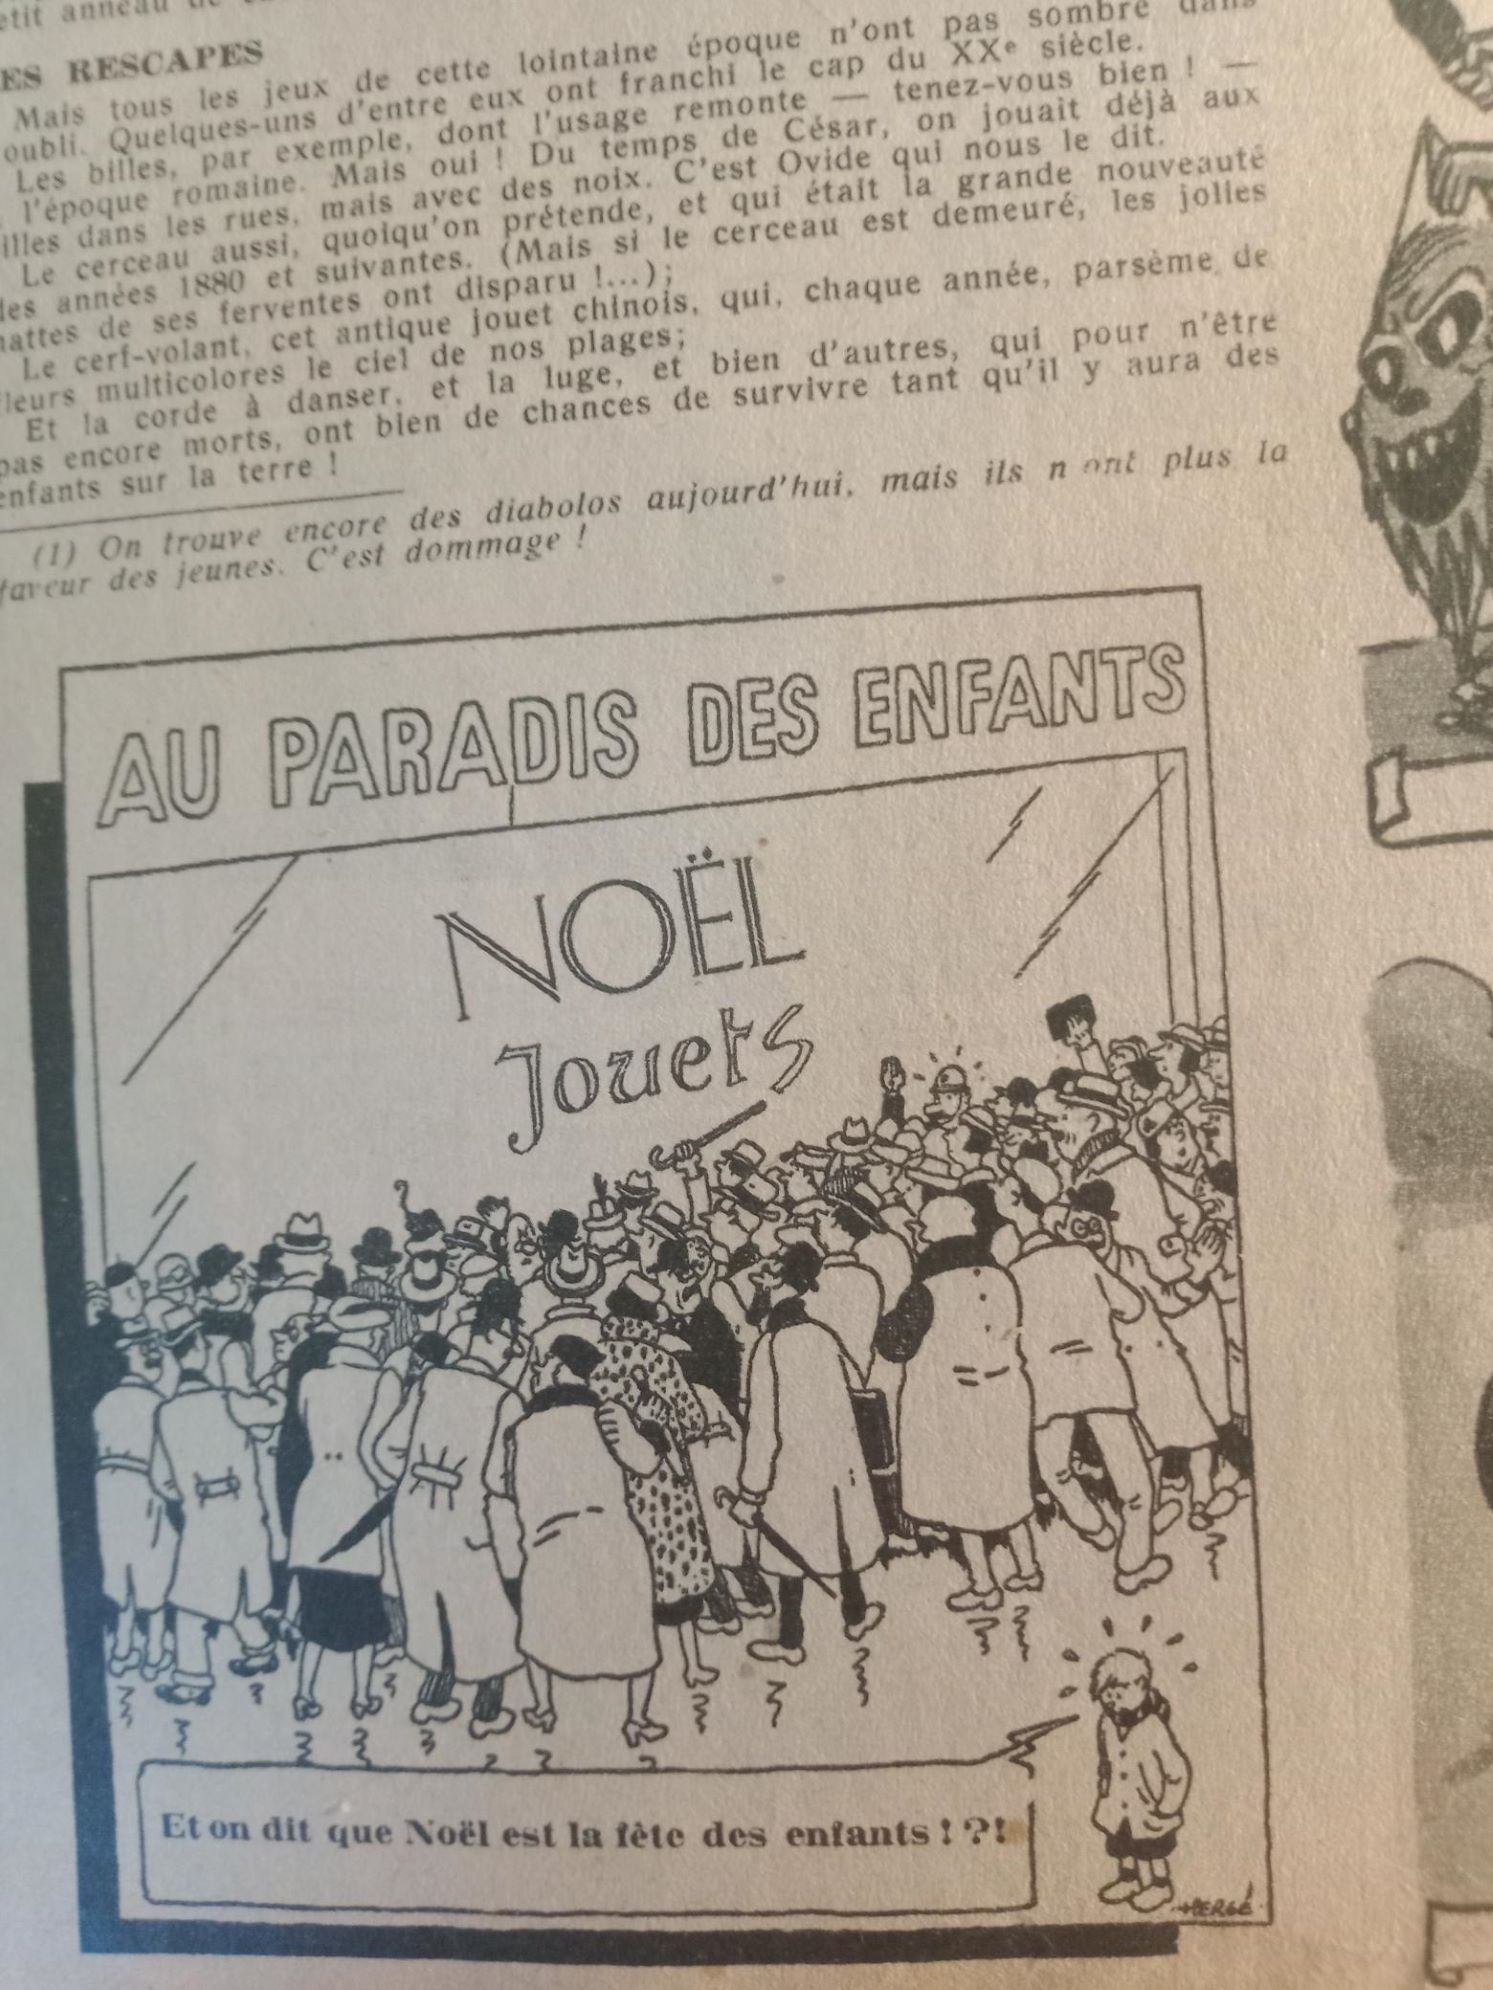 etit anneau de
ES RESCAPES
Mais tous les jeux de cette lointaine époque n'ont pas sombré dans
oubli. Quelques-uns d'entre eux ont franchi le cap du XXe siècle.
Les billes, par exemple, dont l'usage remonte — tenez-vous bien ! —
l'époque romaine. Mais oui ! Du temps de César, on jouait déjà aux
illes dans les rues, mais avec des noix. C'est Ovide qui nous le dit.
Le cerceau aussi, quoiqu'on prétende, et qui était la grande nouveauté
des années 1880 et suivantes. (Mais si le cerceau est demeuré, les jolies
nattes de ses ferventes ont disparu !...);
Le cerf-volant, cet antique jouet chinois, qui, chaque année, parsème de
fleurs multicolores le ciel de nos plages;
Et la corde à danser, et la luge, et bien d'autres, qui pour n'être
pas encore morts, ont bien de chances de survivre tant qu'il y aura des
enfants sur la terre !
(1) On trouve encore des diabolos aujourd'hui, mais ils n'ont plus la
faveur des jeunes. C'est dommage !
AU PARADIS DES ENFANTS
NOËL
Jouets
Et on dit que Noël est la fête des enfants ! ? !
HERGÉ